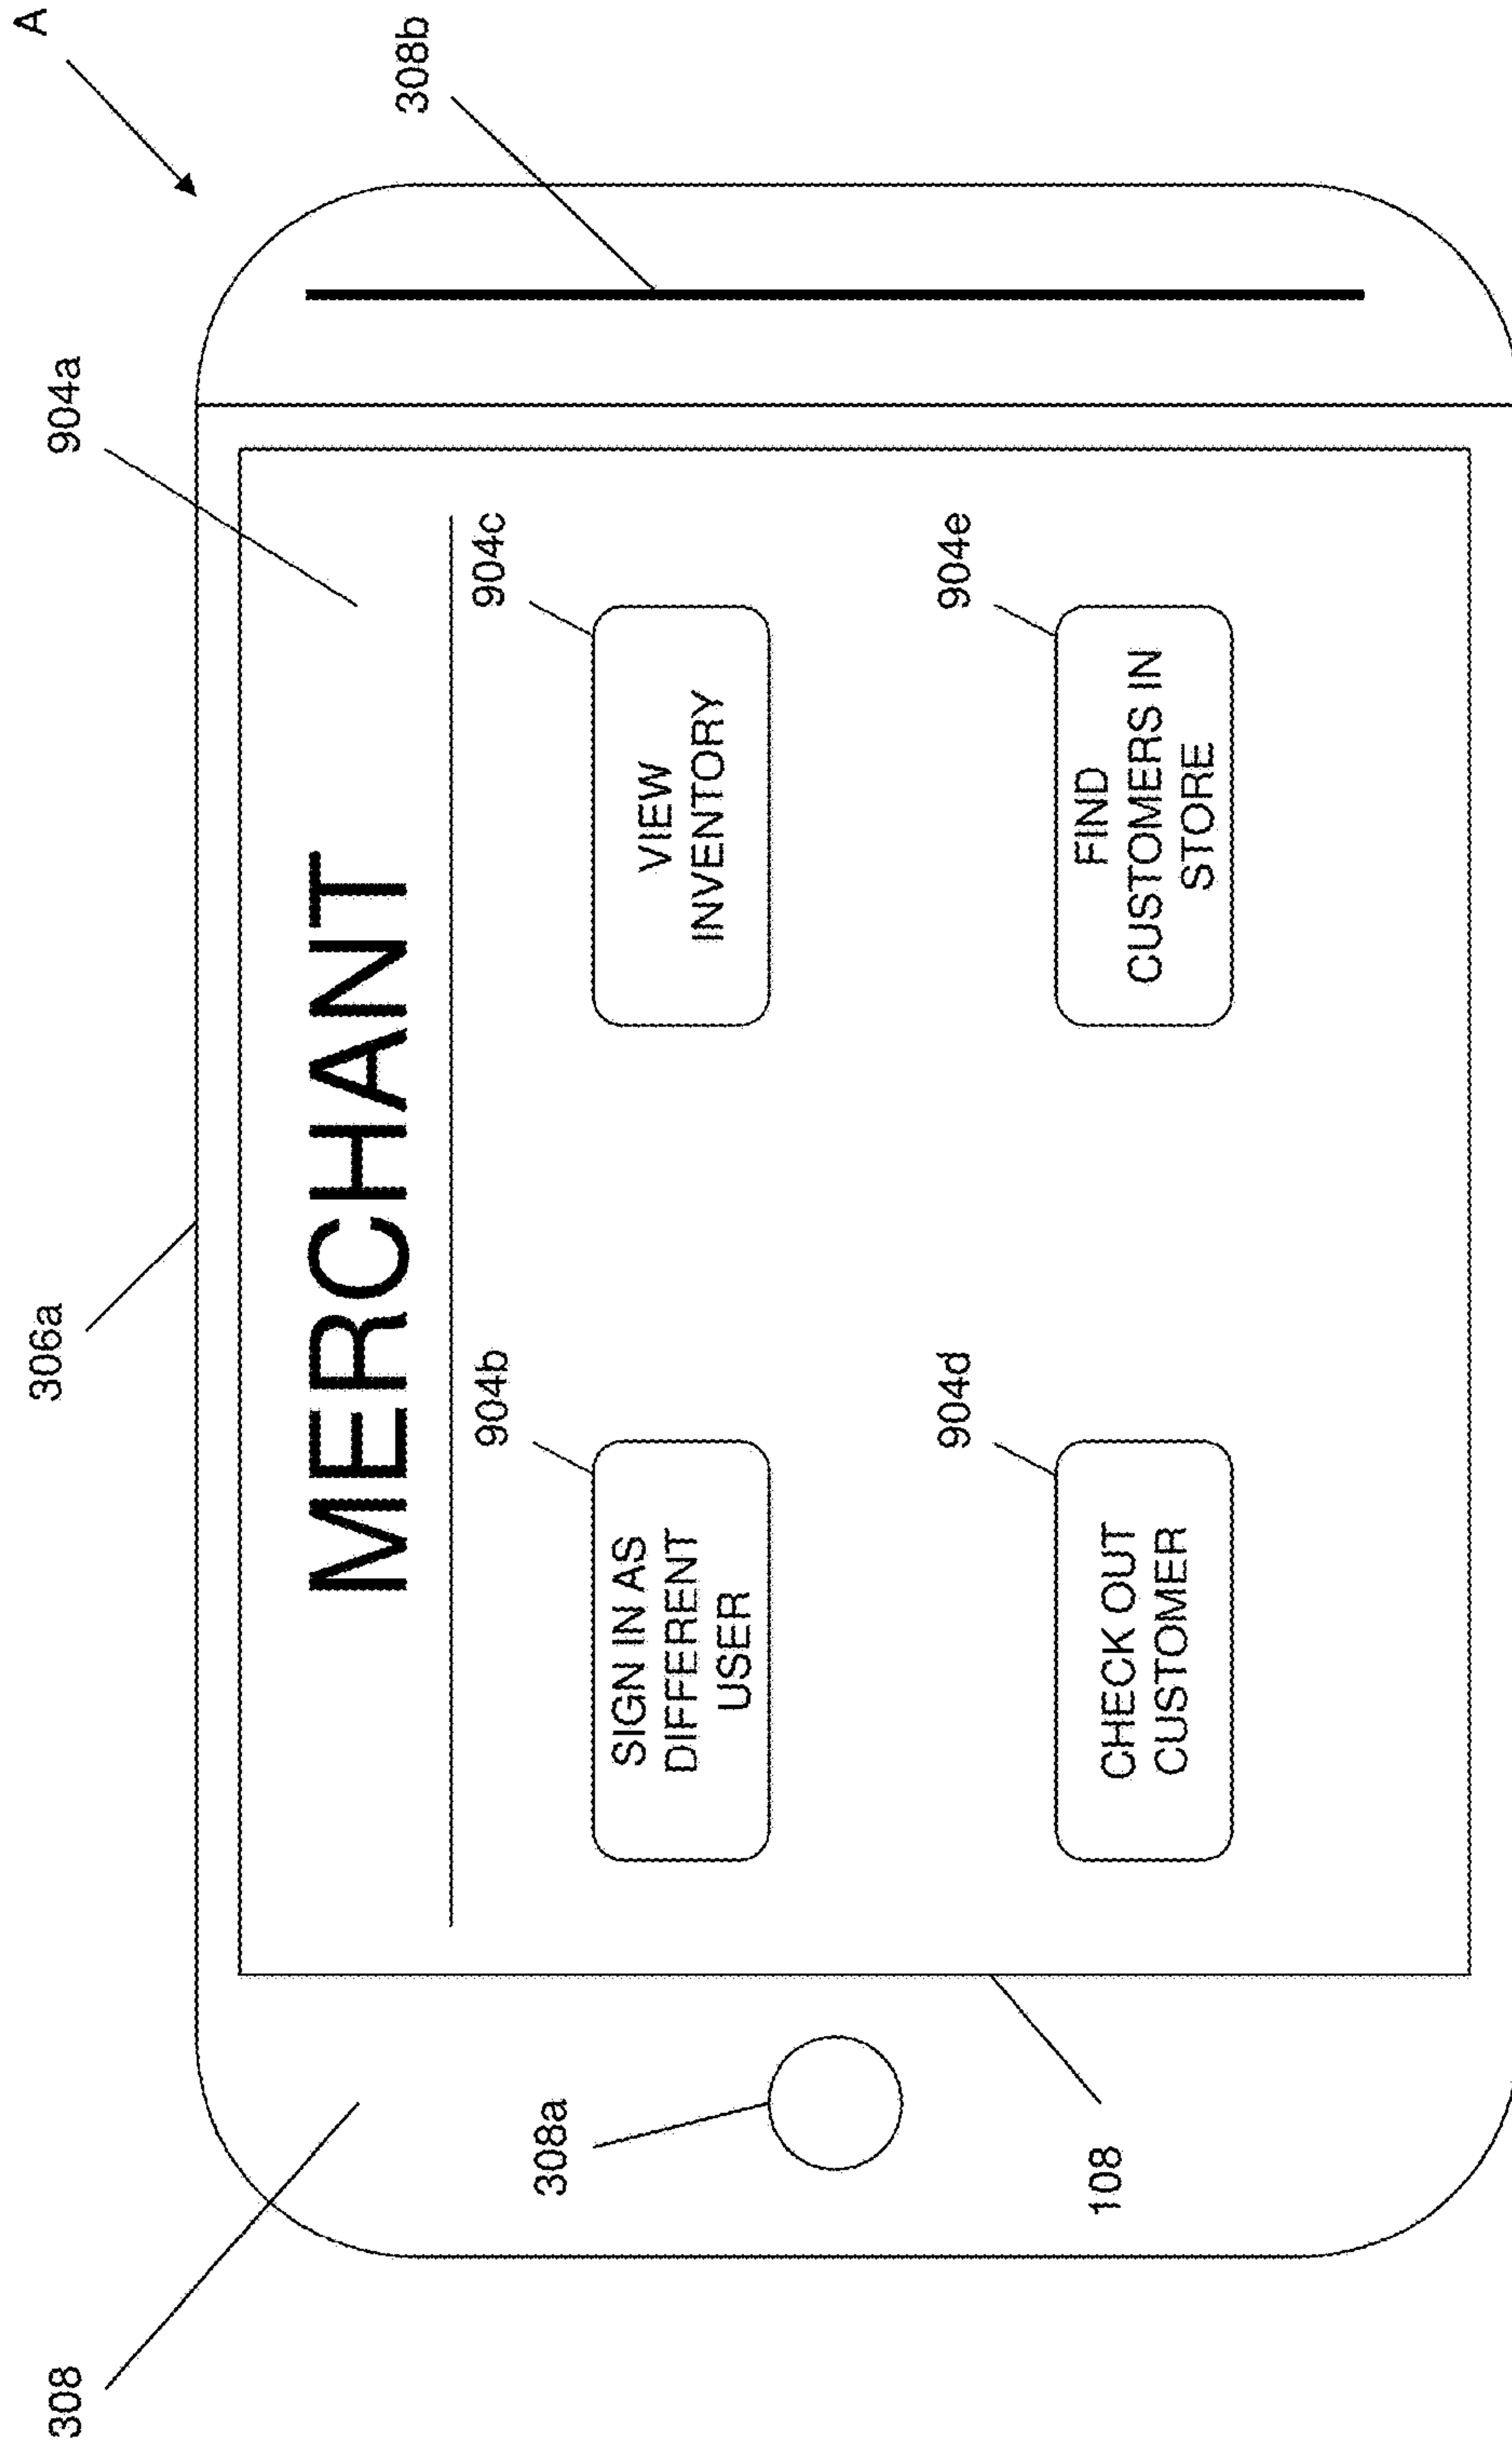 A
308b
904a
306a
308
MERCHANT
904b
904c
SIGN IN AS
DIFFERENT
USER
VIEW
INVENTORY
308a
904d
904e
CHECK OUT
CUSTOMER
FIND
CUSTOMERS IN
STORE
108